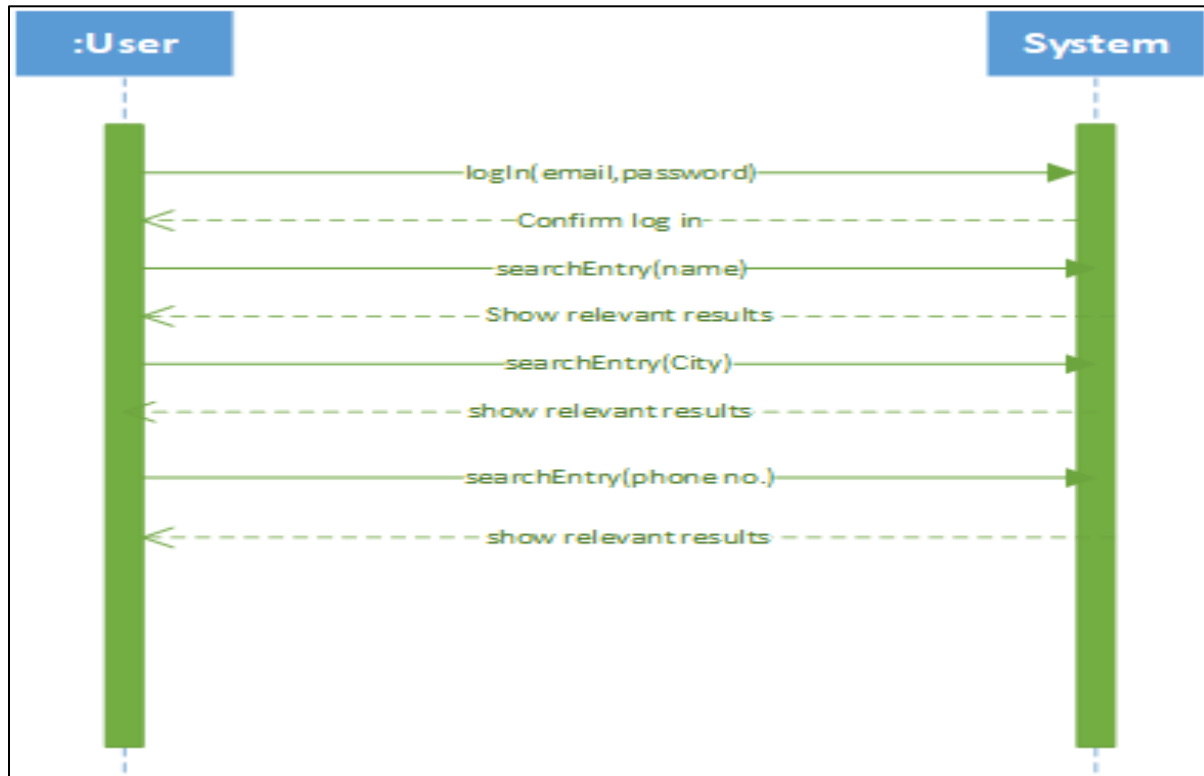 :User
System
logIn(email,password)
Confirm log in
searchEntry(name)
Show relevant results
searchEntry(City)
show relevant results
searchEntry(phone no.)
show relevant results